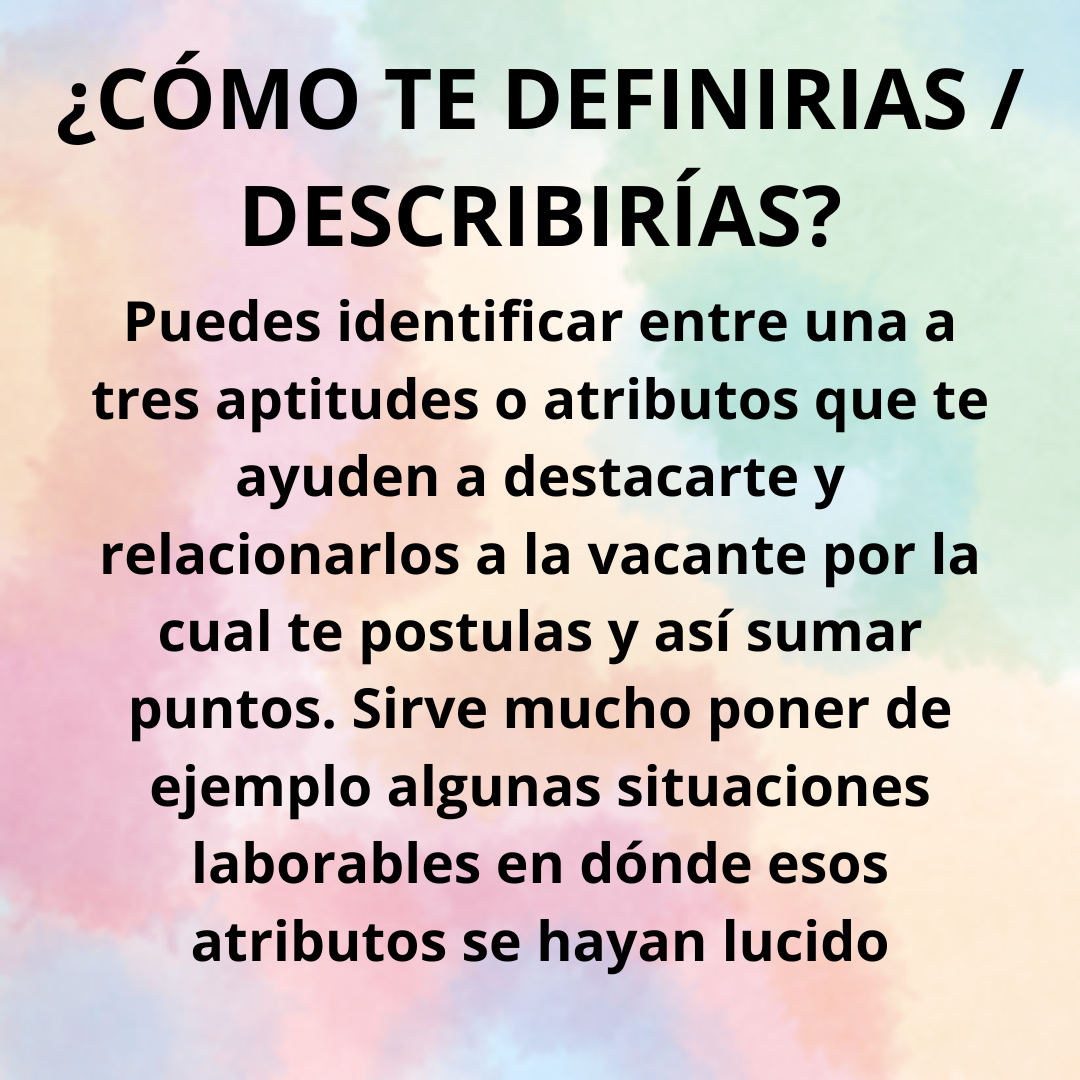 ¿CÓMO TE DEFINIRIAS /
DESCRIBIRÍAS?
Puedes identificar entre una a
tres aptitudes o atributos que te
ayuden a destacarte y
relacionarlos a la vacante por la
cual te postulas y así sumar
puntos. Sirve mucho poner de
ejemplo algunas situaciones
laborables en dónde esos
atributos se hayan lucido